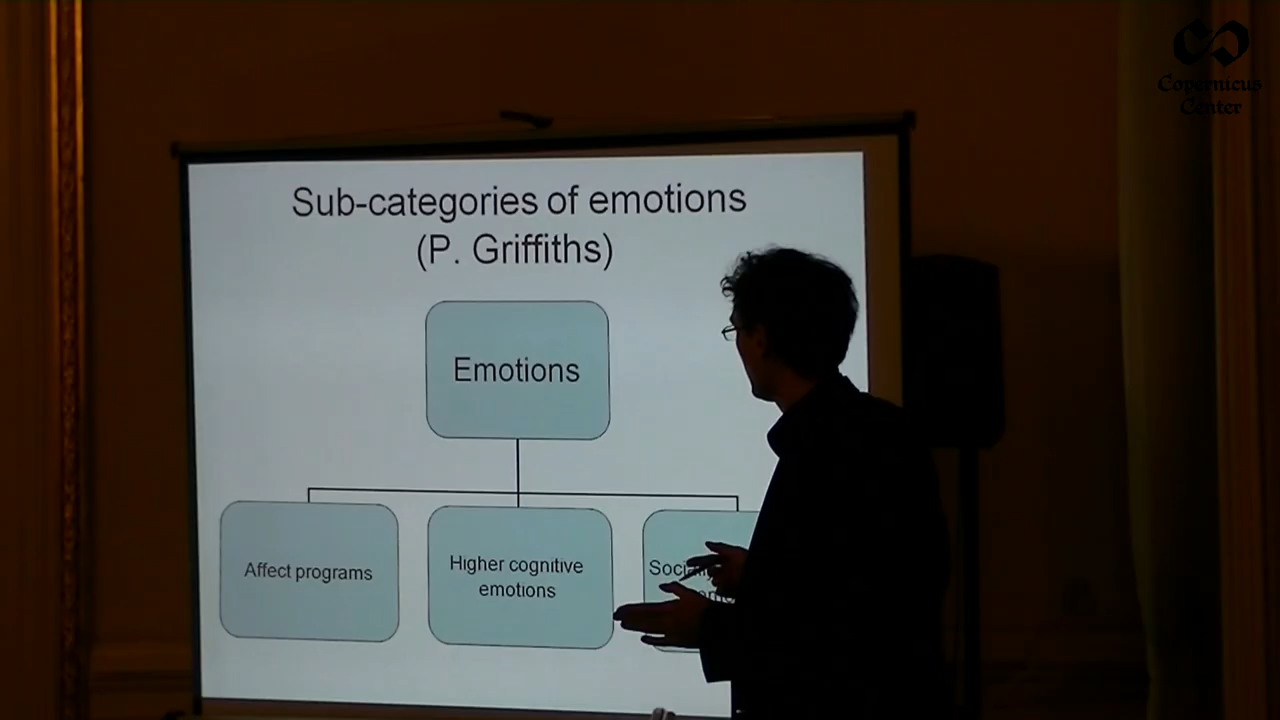 Copernicus
Center
Sub-categories of emotions
(P. Griffiths)
Emotions
Affect programs
Higher cognitive
emotions